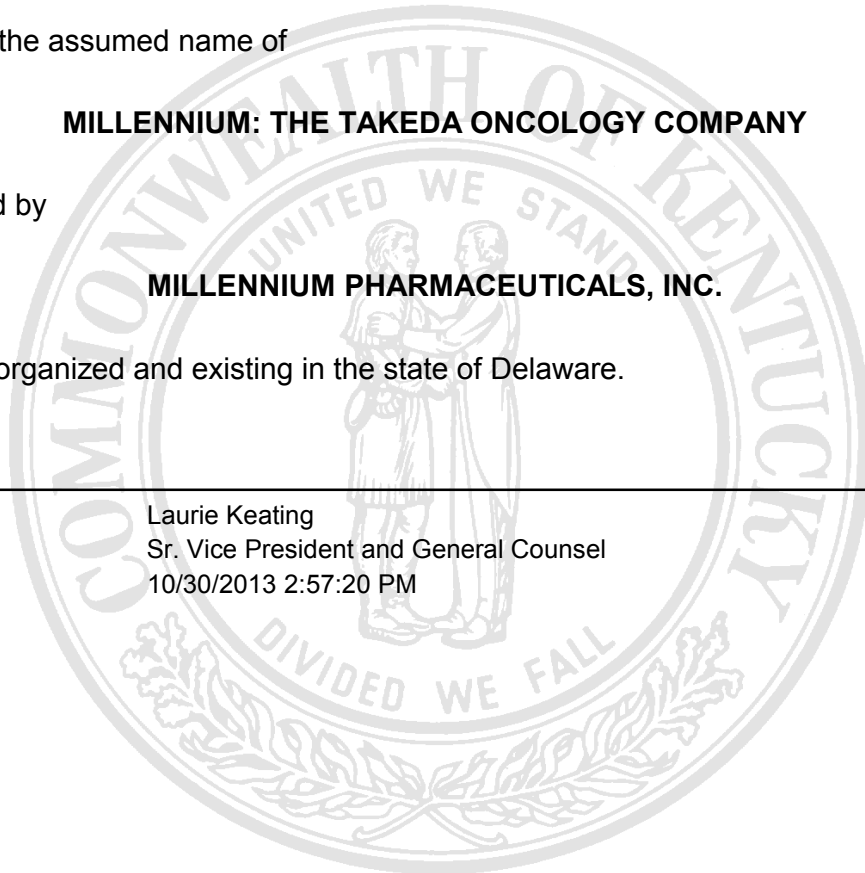 the assumed name of
MILLENNIUM: THE TAKEDA ONCOLOGY COMPANY
d by
MILLENNIUM PHARMACEUTICALS, INC.
organized and existing in the state of Delaware.
Laurie Keating
Sr. Vice President and General Counsel
10/30/2013 2:57:20 PM
COMMONWEALTH OF KENTUCKY
UNITED WE STAND
DIVIDED WE FALL